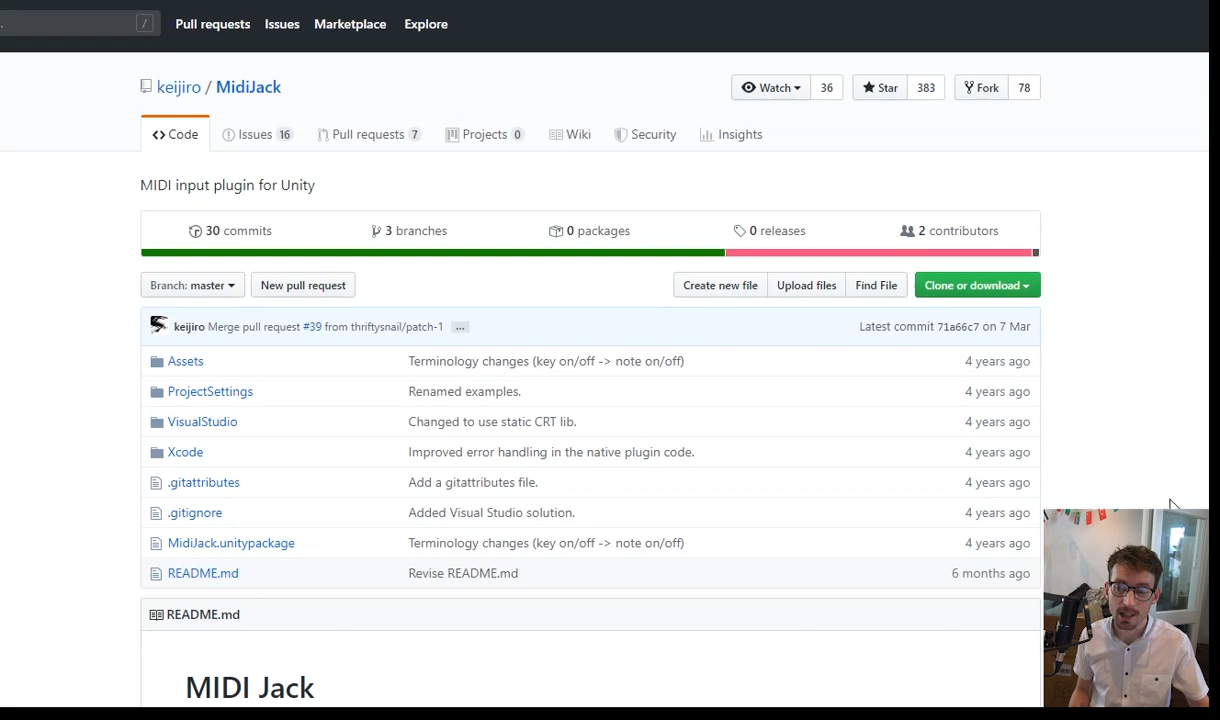 / Pull requests Issues Marketplace Explore
keijiro / MidiJack Watch 36 Star 383 Fork 78
Code Issues 16 Pull requests 7 Projects 0 Wiki Security Insights
MIDI input plugin for Unity
30 commits 3 branches 0 packages 0 releases 2 contributors
Branch: master New pull request Create new file Upload files Find File Clone or download
keijiro Merge pull request #39 from thriftysnail/patch-1 ... Latest commit 71a66c7 on 7 Mar
Assets Terminology changes (key on/off -> note on/off) 4 years ago
ProjectSettings Renamed examples. 4 years ago
VisualStudio Changed to use static CRT lib. 4 years ago
Xcode Improved error handling in the native plugin code. 4 years ago
.gitattributes Add a gitattributes file. 4 years ago
.gitignore Added Visual Studio solution. 4 years ago
MidiJack.unitypackage Terminology changes (key on/off -> note on/off) 4 years ago
README.md Revise README.md 6 months ago
README.md
MIDI Jack